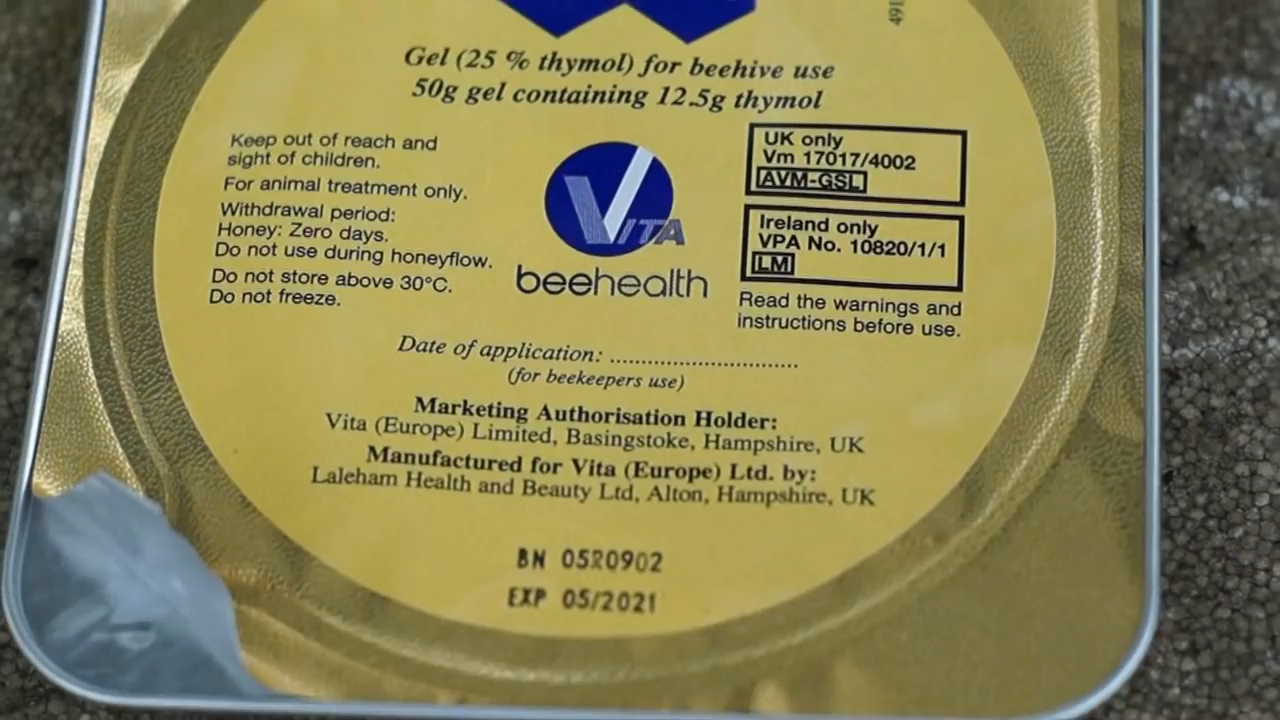 491
Gel (25 % thymol) for beehive use
50g gel containing 12.5g thymol
Keep out of reach and
sight of children.
For animal treatment only.
Withdrawal period:
Honey: Zero days.
Do not use during honeyflow.
Do not store above 30°C.
Do not freeze.
VITA
beehealth
UK only
Vm 17017/4002
AVM-GSL
Ireland only
VPA No. 10820/1/1
LM
Read the warnings and
instructions before use.
Date of application: ................................
(for beekeepers use)
Marketing Authorisation Holder:
Vita (Europe) Limited, Basingstoke, Hampshire, UK
Manufactured for Vita (Europe) Ltd. by:
Laleham Health and Beauty Ltd, Alton, Hampshire, UK
BN 0520902
EXP 05/2021